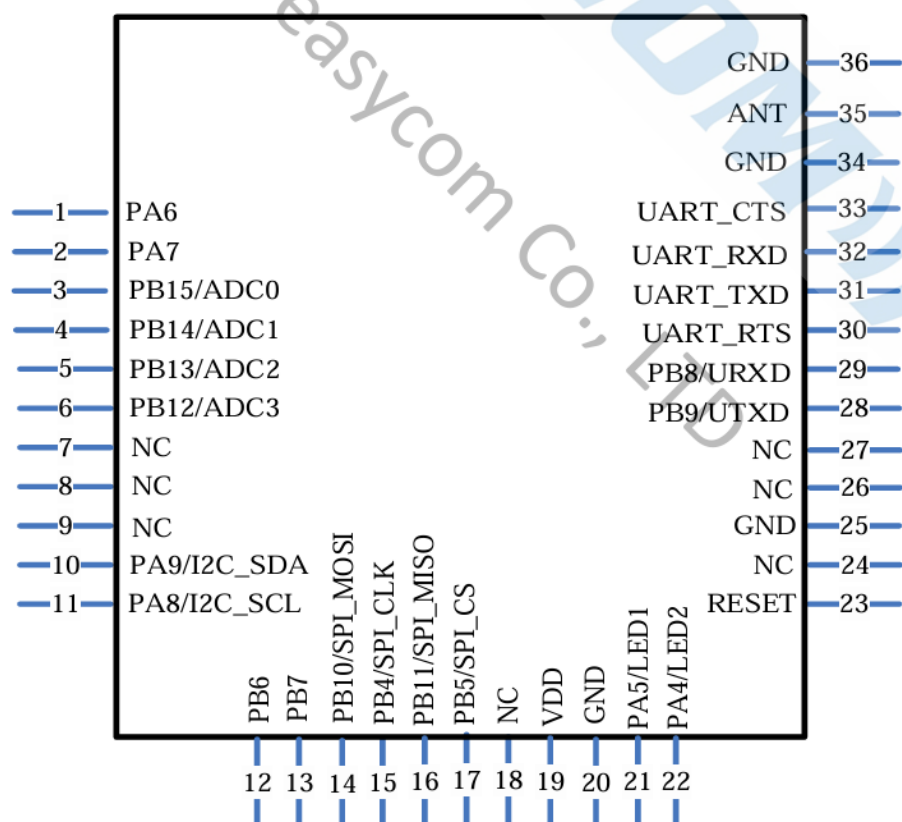 GND 36
ANT 35
GND 34
1 PA6
UART_CTS 33
2 PA7
UART_RXD 32
3 PB15/ADC0
UART_TXD 31
4 PB14/ADC1
UART_RTS 30
5 PB13/ADC2
PB8/URXD 29
6 PB12/ADC3
PB9/UTXD 28
7 NC
NC 27
8 NC
NC 26
9 NC
GND 25
10 PA9/I2C_SDA
NC 24
11 PA8/I2C_SCL
RESET 23
PB6
PB7
PB10/SPI_MOSI
PB4/SPI_CLK
PB11/SPI_MISO
PB5/SPI_CS
NC
VDD
GND
PA5/LED1
PA4/LED2
12 13 14 15 16 17 18 19 20 21 22
easycom Co., LTD